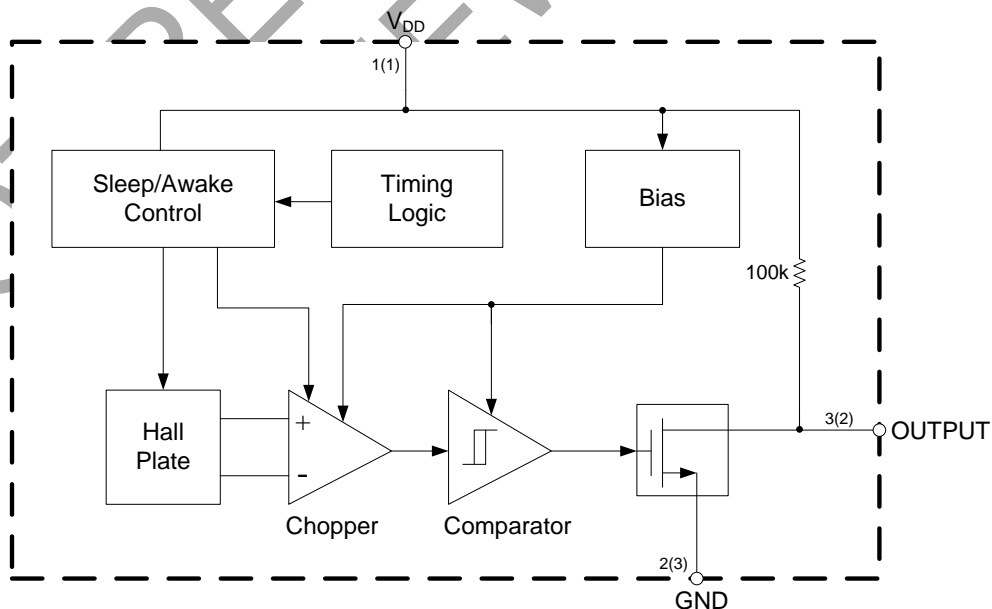 V_DD
1(1)
Sleep/Awake
Control
Timing
Logic
Bias
100k
Hall
Plate
+
-
Chopper
Comparator
3(2)
OUTPUT
2(3)
GND